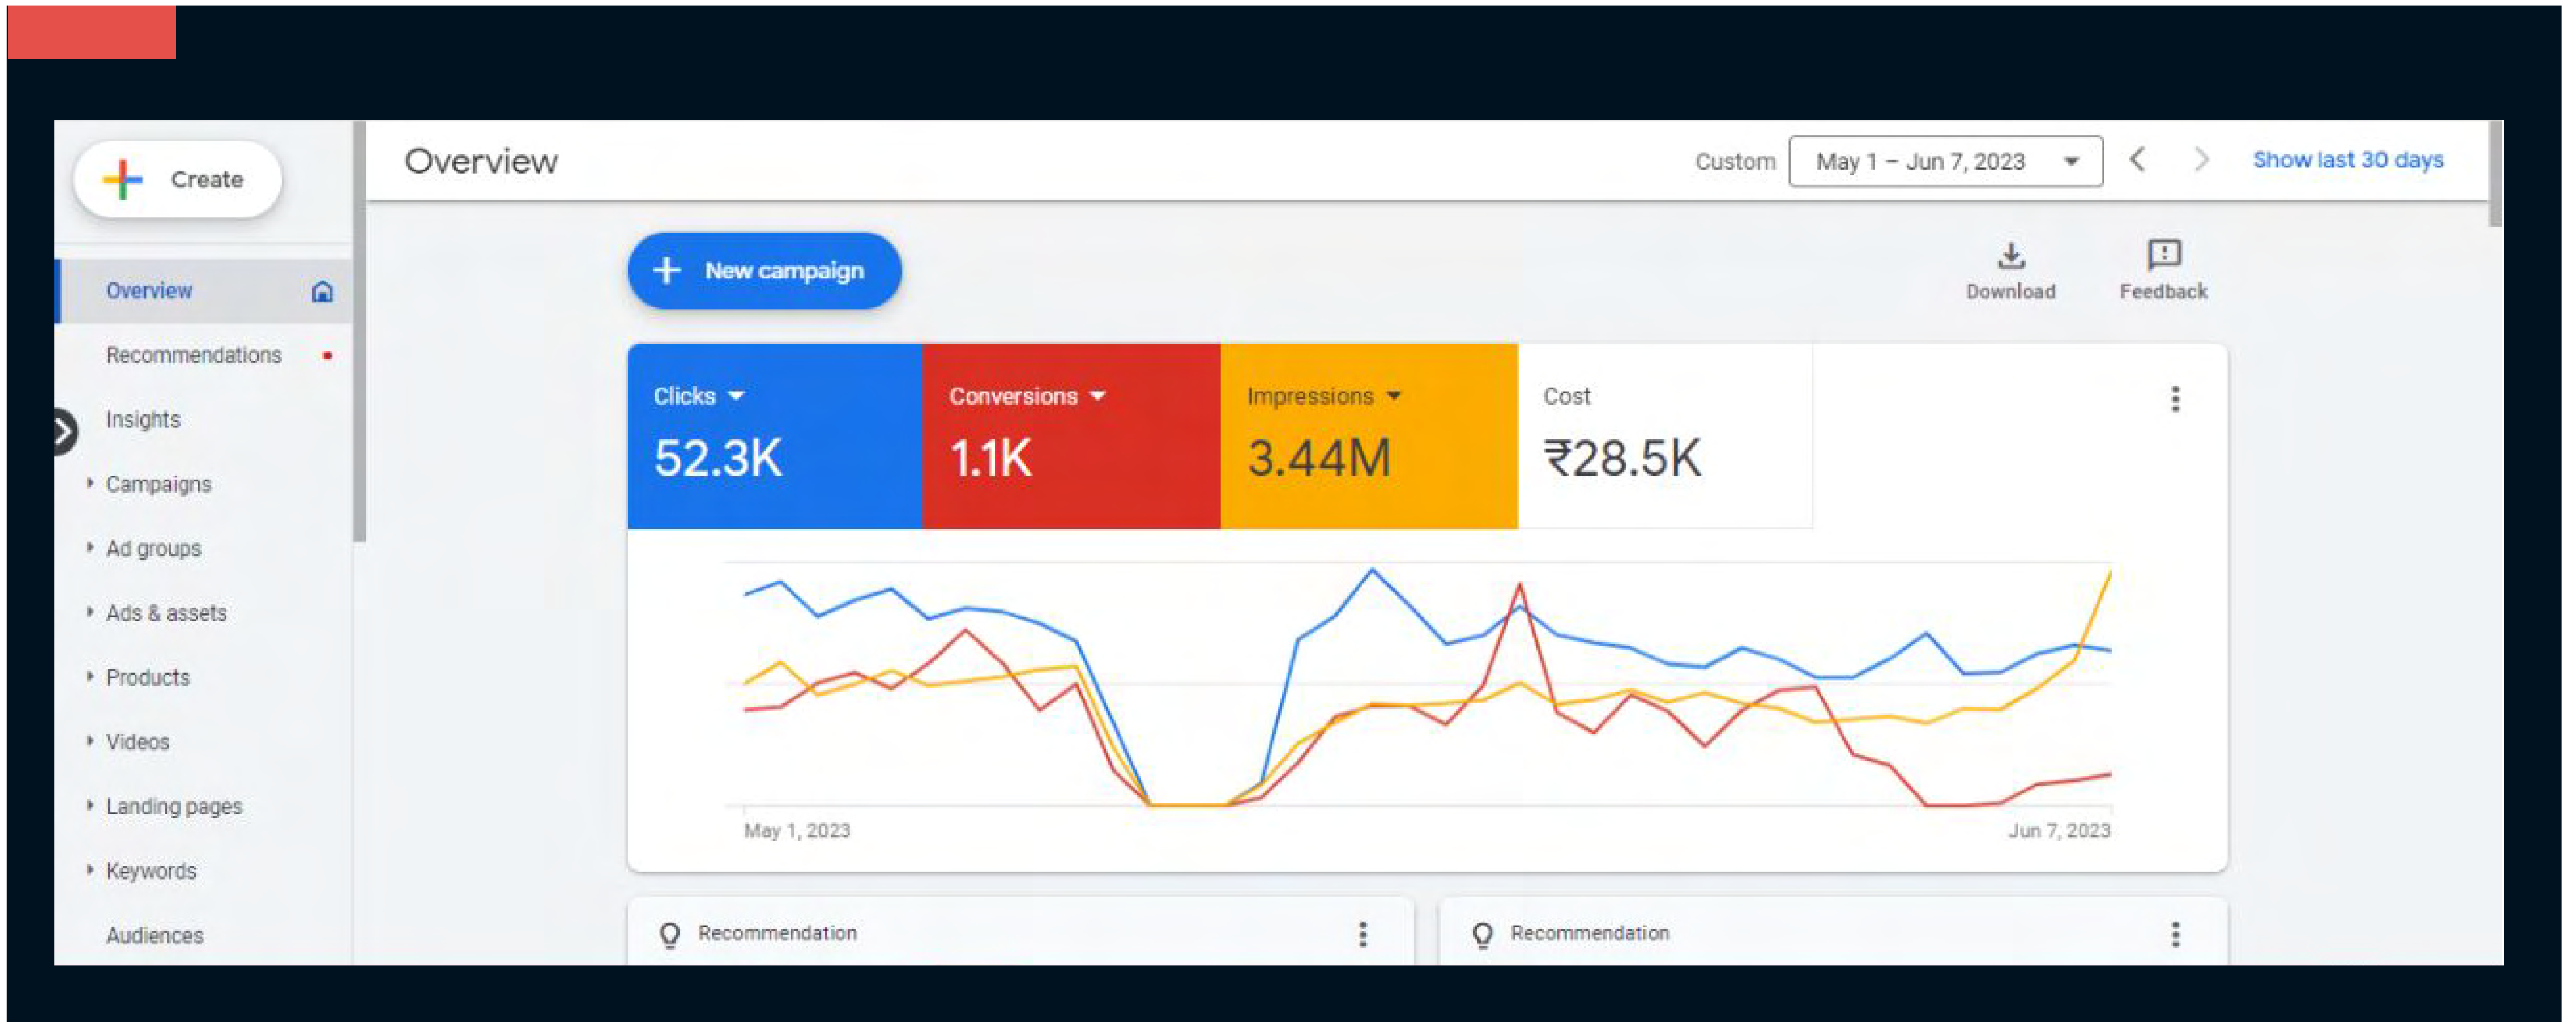 Create
Overview
Recommendations
Insights
Campaigns
Ad groups
Ads & assets
Products
Videos
Landing pages
Keywords
Audiences
Overview
Custom May 1 – Jun 7, 2023 Show last 30 days
New campaign
Download Feedback
Clicks Conversions Impressions Cost
52.3K 1.1K 3.44M ₹28.5K
May 1, 2023 Jun 7, 2023
Recommendation Recommendation